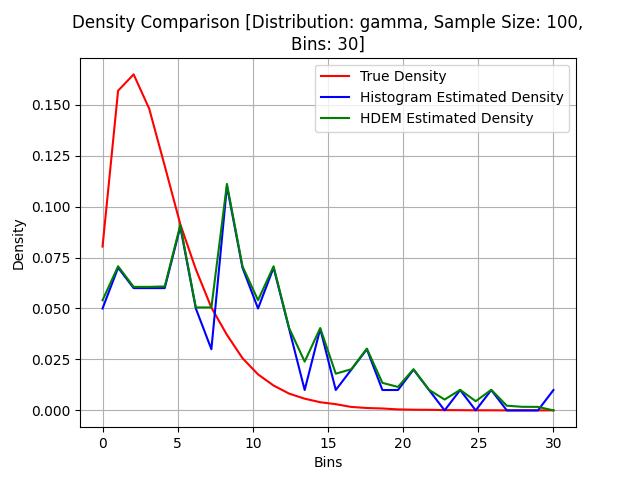 Density Comparison [Distribution: gamma, Sample Size: 100,
Bins: 30]
True Density
Histogram Estimated Density
HDEM Estimated Density
Density
0.150
0.125
0.100
0.075
0.050
0.025
0.000
0 5 10 15 20 25 30
Bins